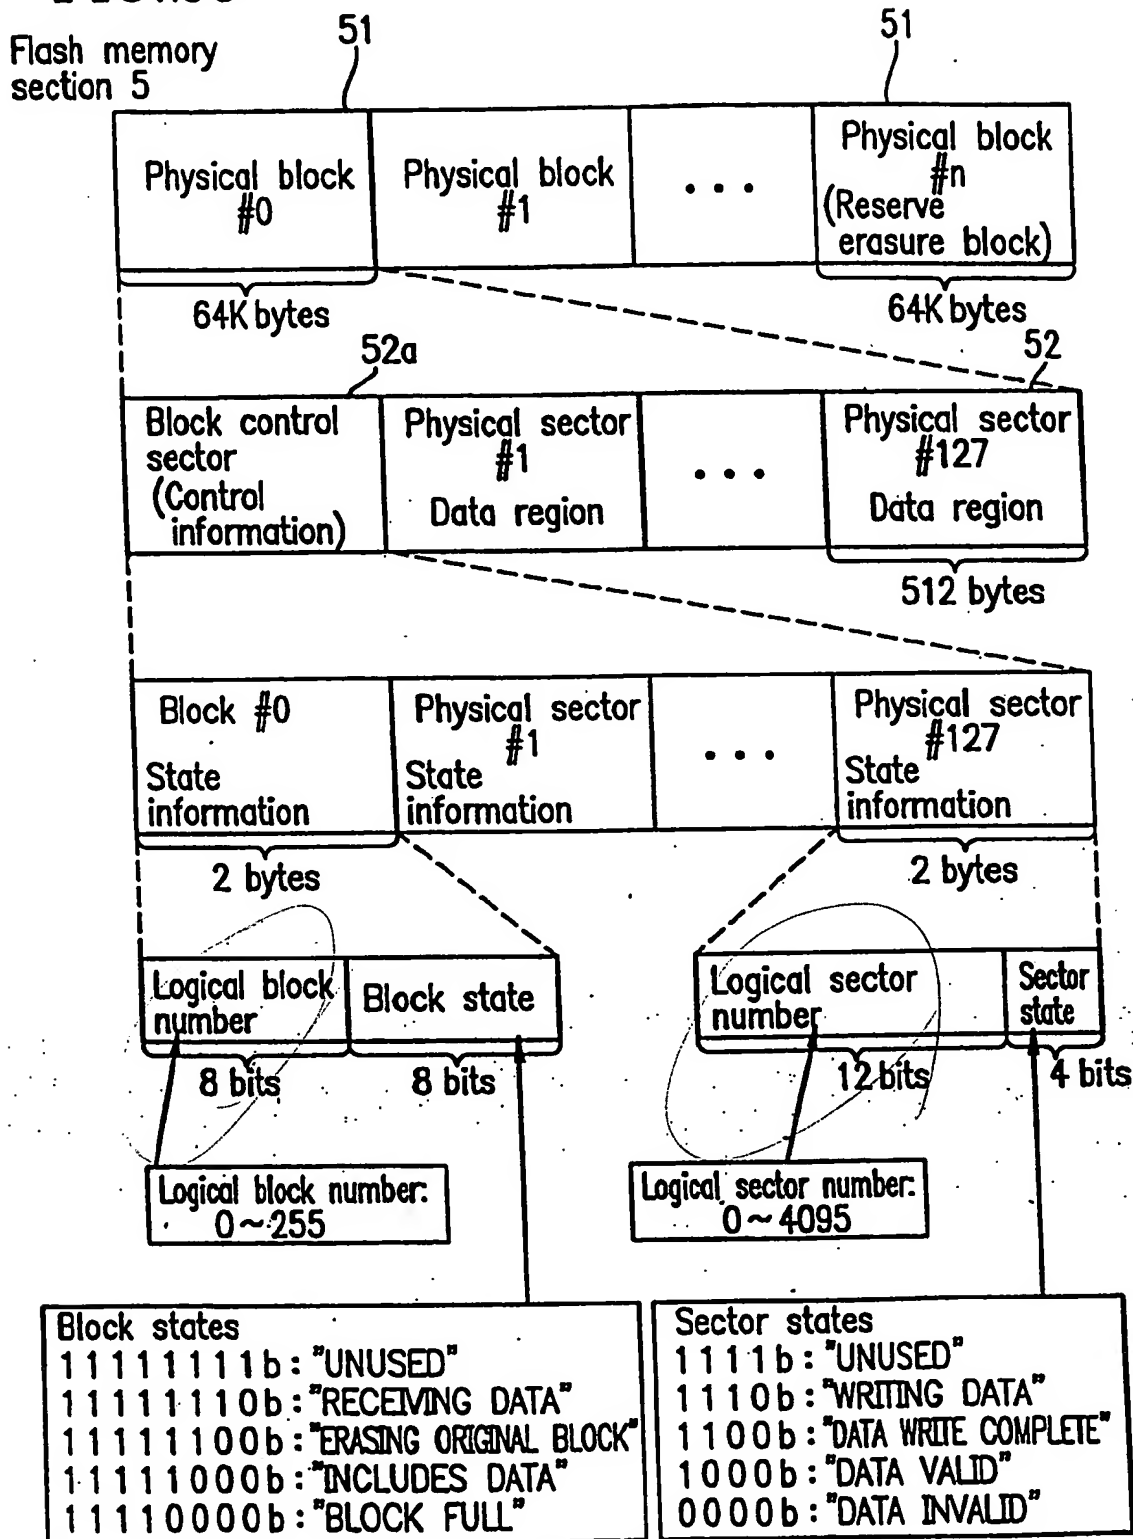 Flash memory
section 5
51
51
Physical block
#0
Physical block
#1
• • •
Physical block
#n
(Reserve
erasure block)
64K bytes
64K bytes
52a
52
Block control
sector
(Control
information)
Physical sector
#1
Data region
• • •
Physical sector
#127
Data region
512 bytes
Block #0
State
information
Physical sector
#1
State
information
• • •
Physical sector
#127
State
information
2 bytes
2 bytes
Logical block
number
Block state
Logical sector
number
Sector
state
8 bits
8 bits
12 bits
4 bits
Logical block number:
0~255
Logical sector number:
0~4095
Block states
11111111b: "UNUSED"
11111110b: "RECEIVING DATA"
11111100b: "ERASING ORIGINAL BLOCK"
11111000b: "INCLUDES DATA"
11110000b: "BLOCK FULL"
Sector states
1111b: "UNUSED"
1110b: "WRITING DATA"
1100b: "DATA WRITE COMPLETE"
1000b: "DATA VALID"
0000b: "DATA INVALID"